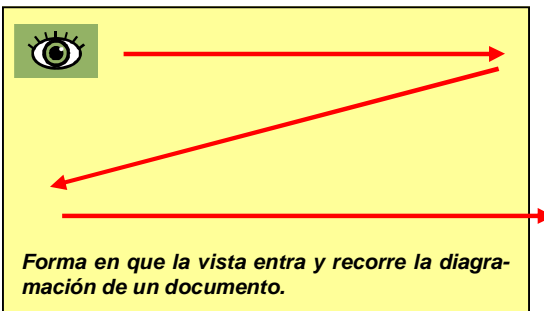 Forma en que la vista entra y recorre la diagra-
mación de un documento.